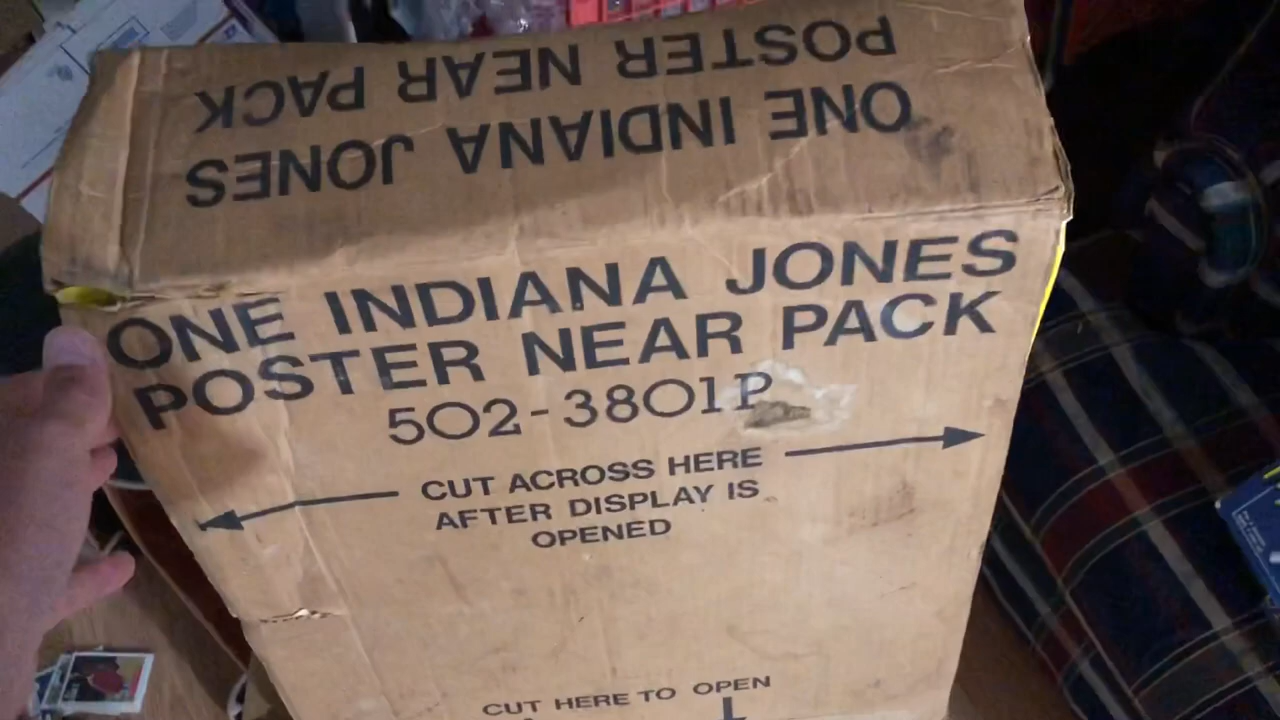 POSTER NEAR PACK
ONE INDIANA JONES
ONE INDIANA JONES
POSTER NEAR PACK
502-3801P
CUT ACROSS HERE
AFTER DISPLAY IS
OPENED
CUT HERE TO OPEN